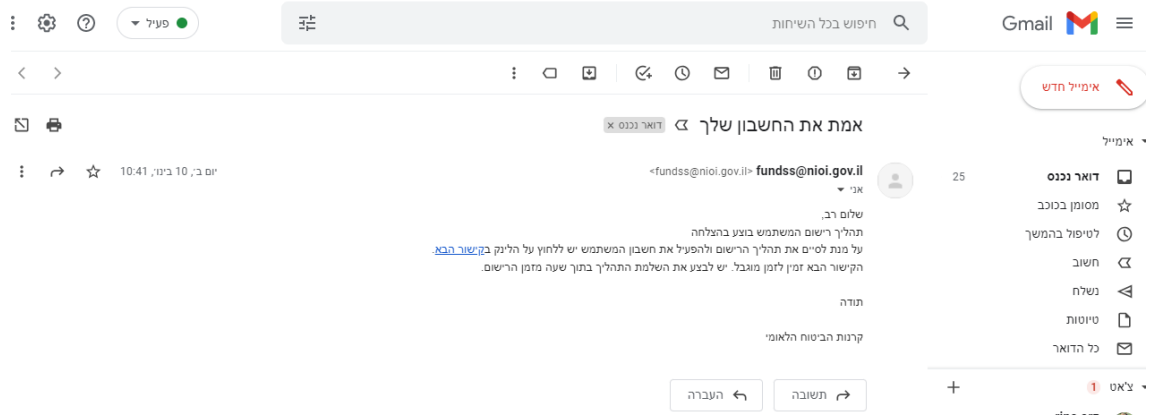 Gmail
חיפוש בכל השיחות
פעיל
אימייל חדש
אימייל
דואר נכנס 25
מסומן בכוכב
לטיפול בהמשך
חשוב
נשלח
טיוטות
כל הדואר
צ'אט 1
אמת את החשבון שלך
דואר נכנס ×
fundss@nioi.gov.il <fundss@nioi.gov.il>
יום ב׳, 10 בינו׳, 10:41
אני
שלום רב,
תהליך רישום המשתמש בוצע בהצלחה
על מנת לסיים את תהליך הרישום ולהפעיל את חשבון המשתמש יש ללחוץ על הלינק בקישור הבא.
הקישור הבא זמין לזמן מוגבל. יש לבצע את השלמת התהליך בתוך שעה מזמן הרישום.
תודה
קרנות הביטוח הלאומי
תשובה
העברה